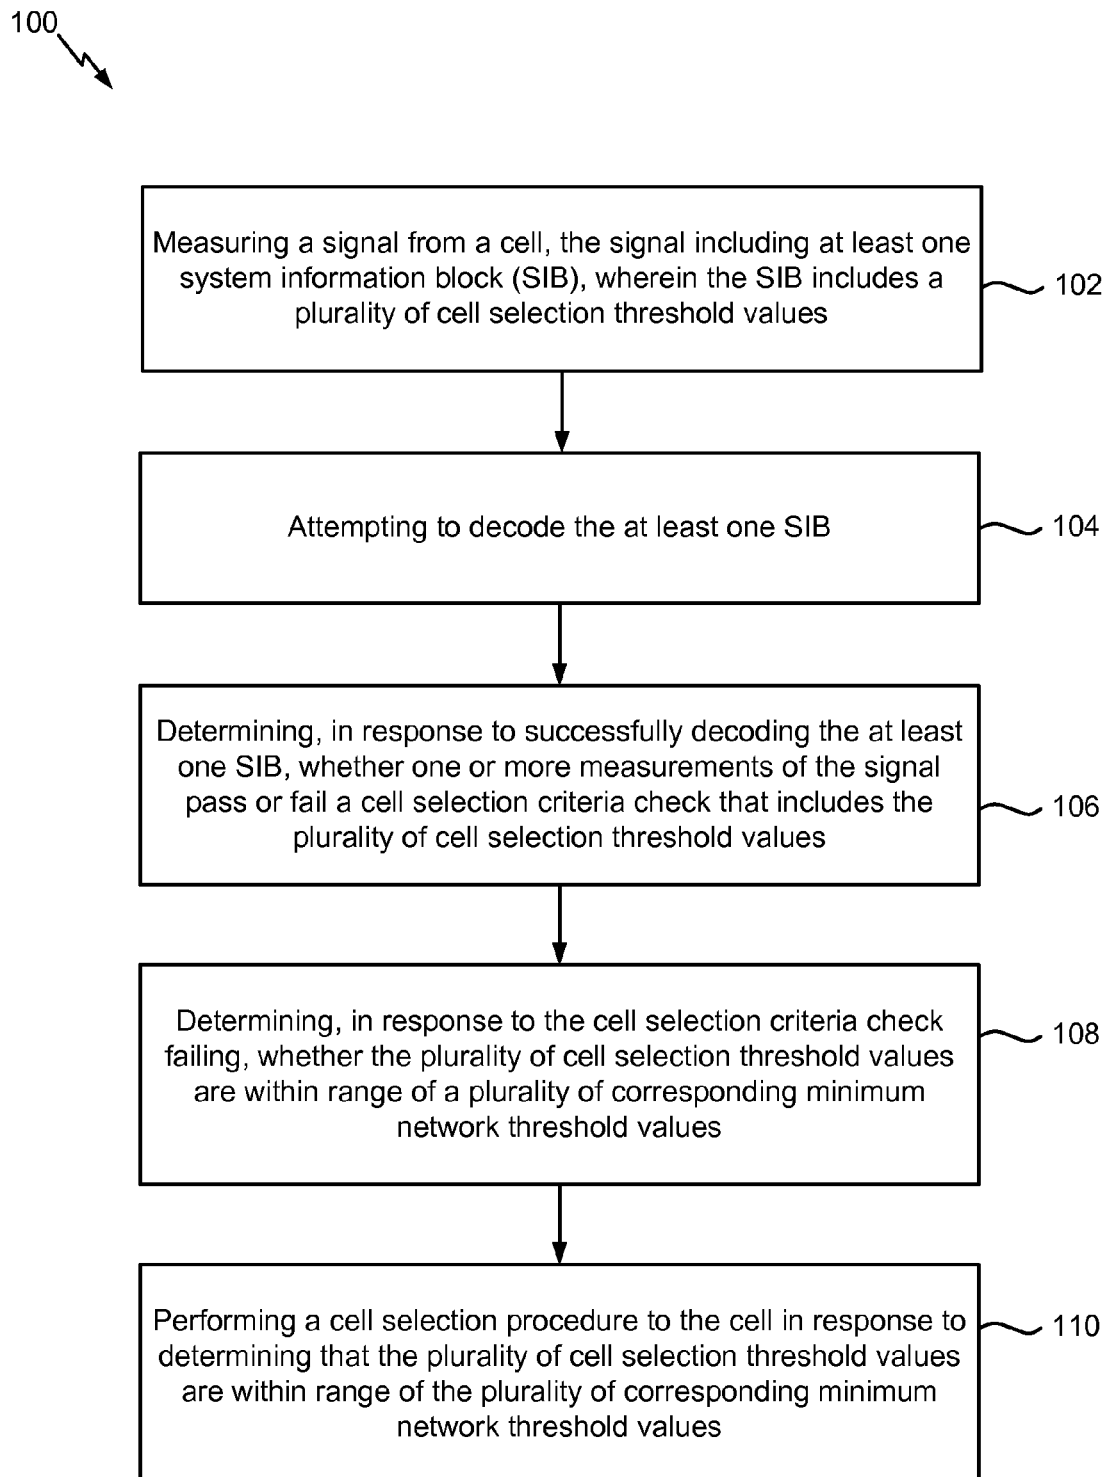 100
Measuring a signal from a cell, the signal including at least one
system information block (SIB), wherein the SIB includes a
plurality of cell selection threshold values
102
Attempting to decode the at least one SIB
104
Determining, in response to successfully decoding the at least
one SIB, whether one or more measurements of the signal
pass or fail a cell selection criteria check that includes the
plurality of cell selection threshold values
106
Determining, in response to the cell selection criteria check
failing, whether the plurality of cell selection threshold values
are within range of a plurality of corresponding minimum
network threshold values
108
Performing a cell selection procedure to the cell in response to
determining that the plurality of cell selection threshold values
are within range of the plurality of corresponding minimum
network threshold values
110